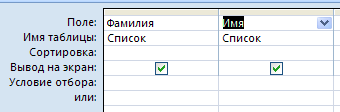 Поле: Фамилия Имя
Имя таблицы: Список Список
Сортировка:
Вывод на экран:
Условие отбора:
или: